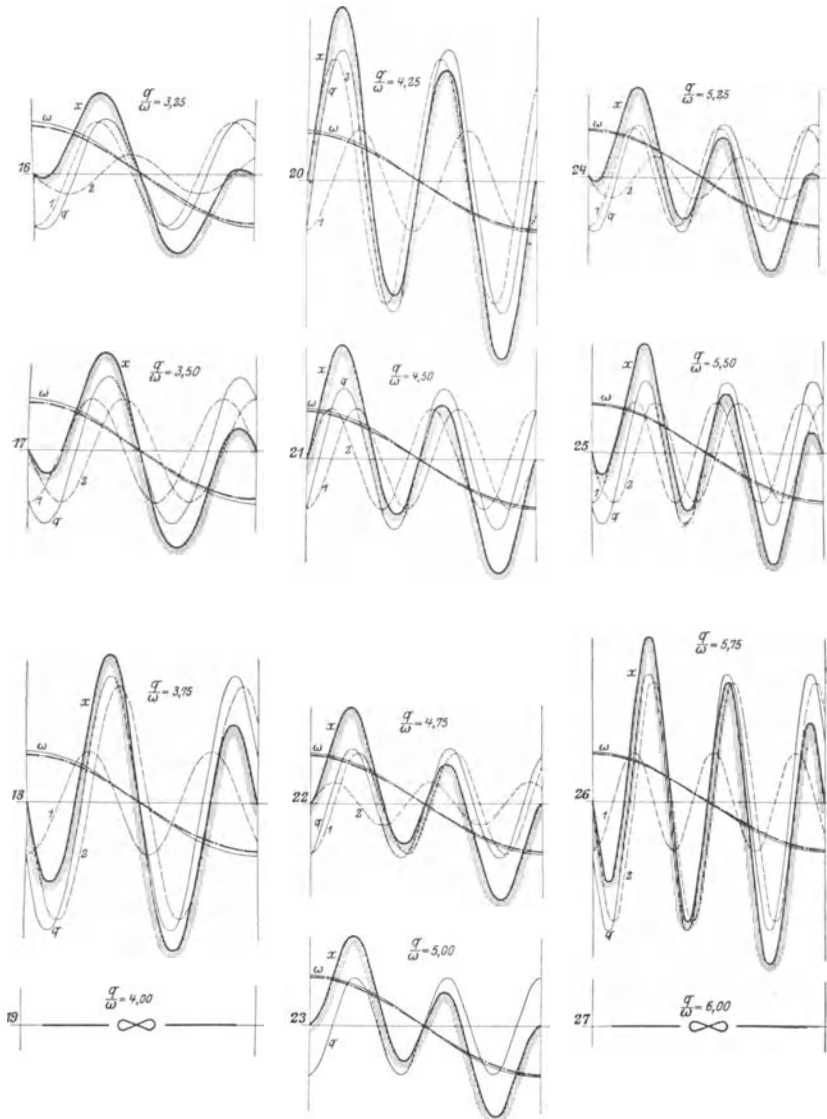 q/ω = 3,25
x
ω
16
1
q
2
q/ω = 3,50
x
ω
17
1
2
q
q/ω = 3,75
x
ω
18
1
2
q
q/ω = 4,00
19
∞
q/ω = 4,25
x
q
3
ω
20
1
q/ω = 4,50
x
q
ω
21
2
1
q/ω = 4,75
x
ω
22
q
1
2
q/ω = 5,00
x
ω
23
q
q/ω = 5,25
x
ω
24
1
q
2
q/ω = 5,50
x
ω
25
1
2
q
q/ω = 5,75
x
ω
26
1
2
q
q/ω = 6,00
27
∞